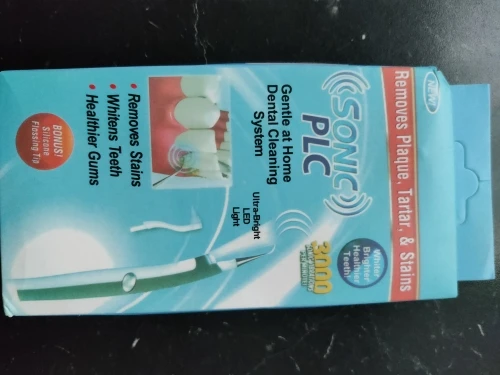 NEW!
Removes Plaque, Tartar, & Stains
SONIC
PLC
Gentle at Home
Dental Cleaning
System
Whiter
Brighter
Healthier
Teeth!
3000
Ultra-Bright
LED
Light
• Removes Stains
• Whitens Teeth
• Healthier Gums
BONUS!
Silicone
Flossing Tip